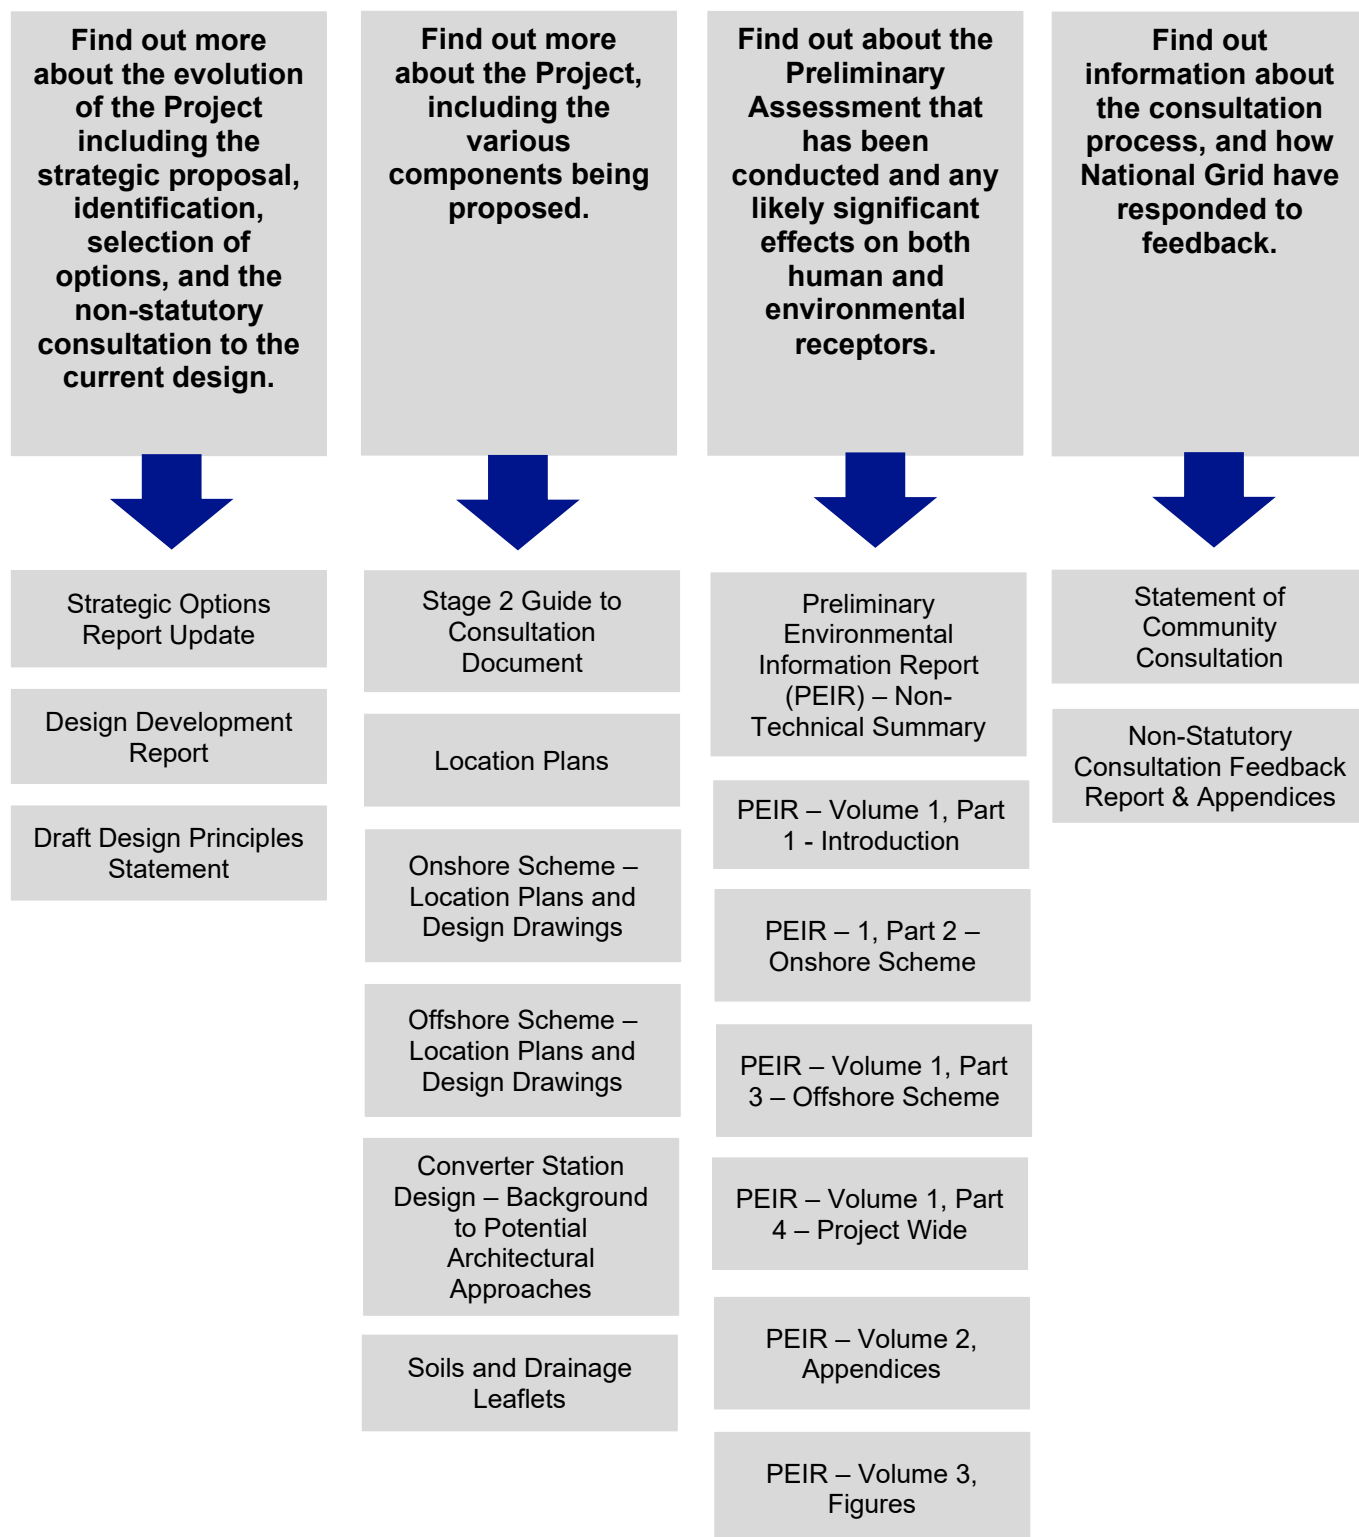 Find out more
about the evolution
of the Project
including the
strategic proposal,
identification,
selection of
options, and the
non-statutory
consultation to the
current design.
Find out more
about the Project,
including the
various
components being
proposed.
Find out about the
Preliminary
Assessment that
has been
conducted and any
likely significant
effects on both
human and
environmental
receptors.
Find out
information about
the consultation
process, and how
National Grid have
responded to
feedback.
Strategic Options
Report Update
Design Development
Report
Draft Design Principles
Statement
Stage 2 Guide to
Consultation
Document
Location Plans
Onshore Scheme –
Location Plans and
Design Drawings
Offshore Scheme –
Location Plans and
Design Drawings
Converter Station
Design – Background
to Potential
Architectural
Approaches
Soils and Drainage
Leaflets
Preliminary
Environmental
Information Report
(PEIR) – Non-
Technical Summary
PEIR – Volume 1, Part
1 - Introduction
PEIR – 1, Part 2 –
Onshore Scheme
PEIR – Volume 1, Part
3 – Offshore Scheme
PEIR – Volume 1, Part
4 – Project Wide
PEIR – Volume 2,
Appendices
PEIR – Volume 3,
Figures
Statement of
Community
Consultation
Non-Statutory
Consultation Feedback
Report & Appendices